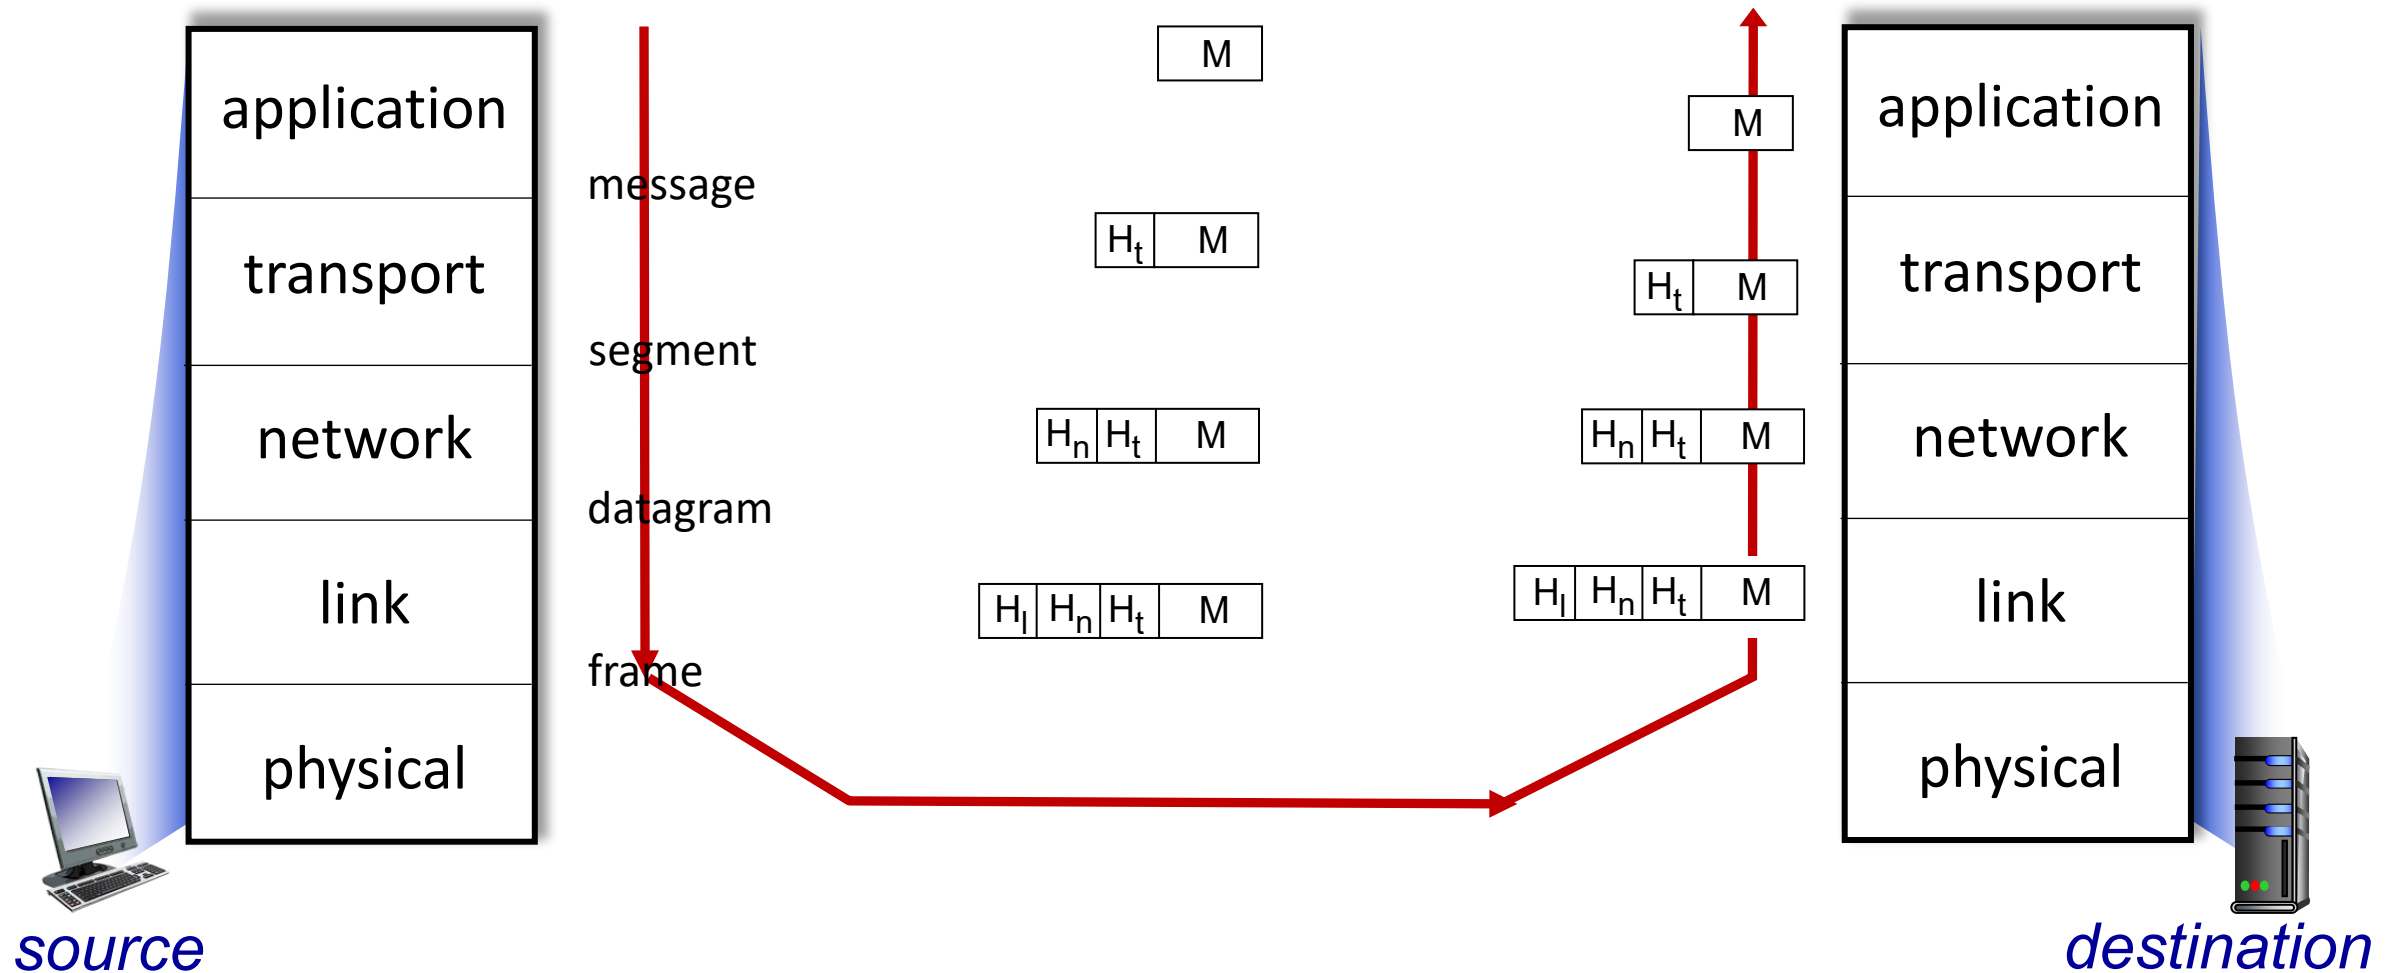 application
transport
network
link
physical
source
message
segment
datagram
frame
M
Ht M
Hn Ht M
Hl Hn Ht M
M
Ht M
Hn Ht M
Hl Hn Ht M
application
transport
network
link
physical
destination